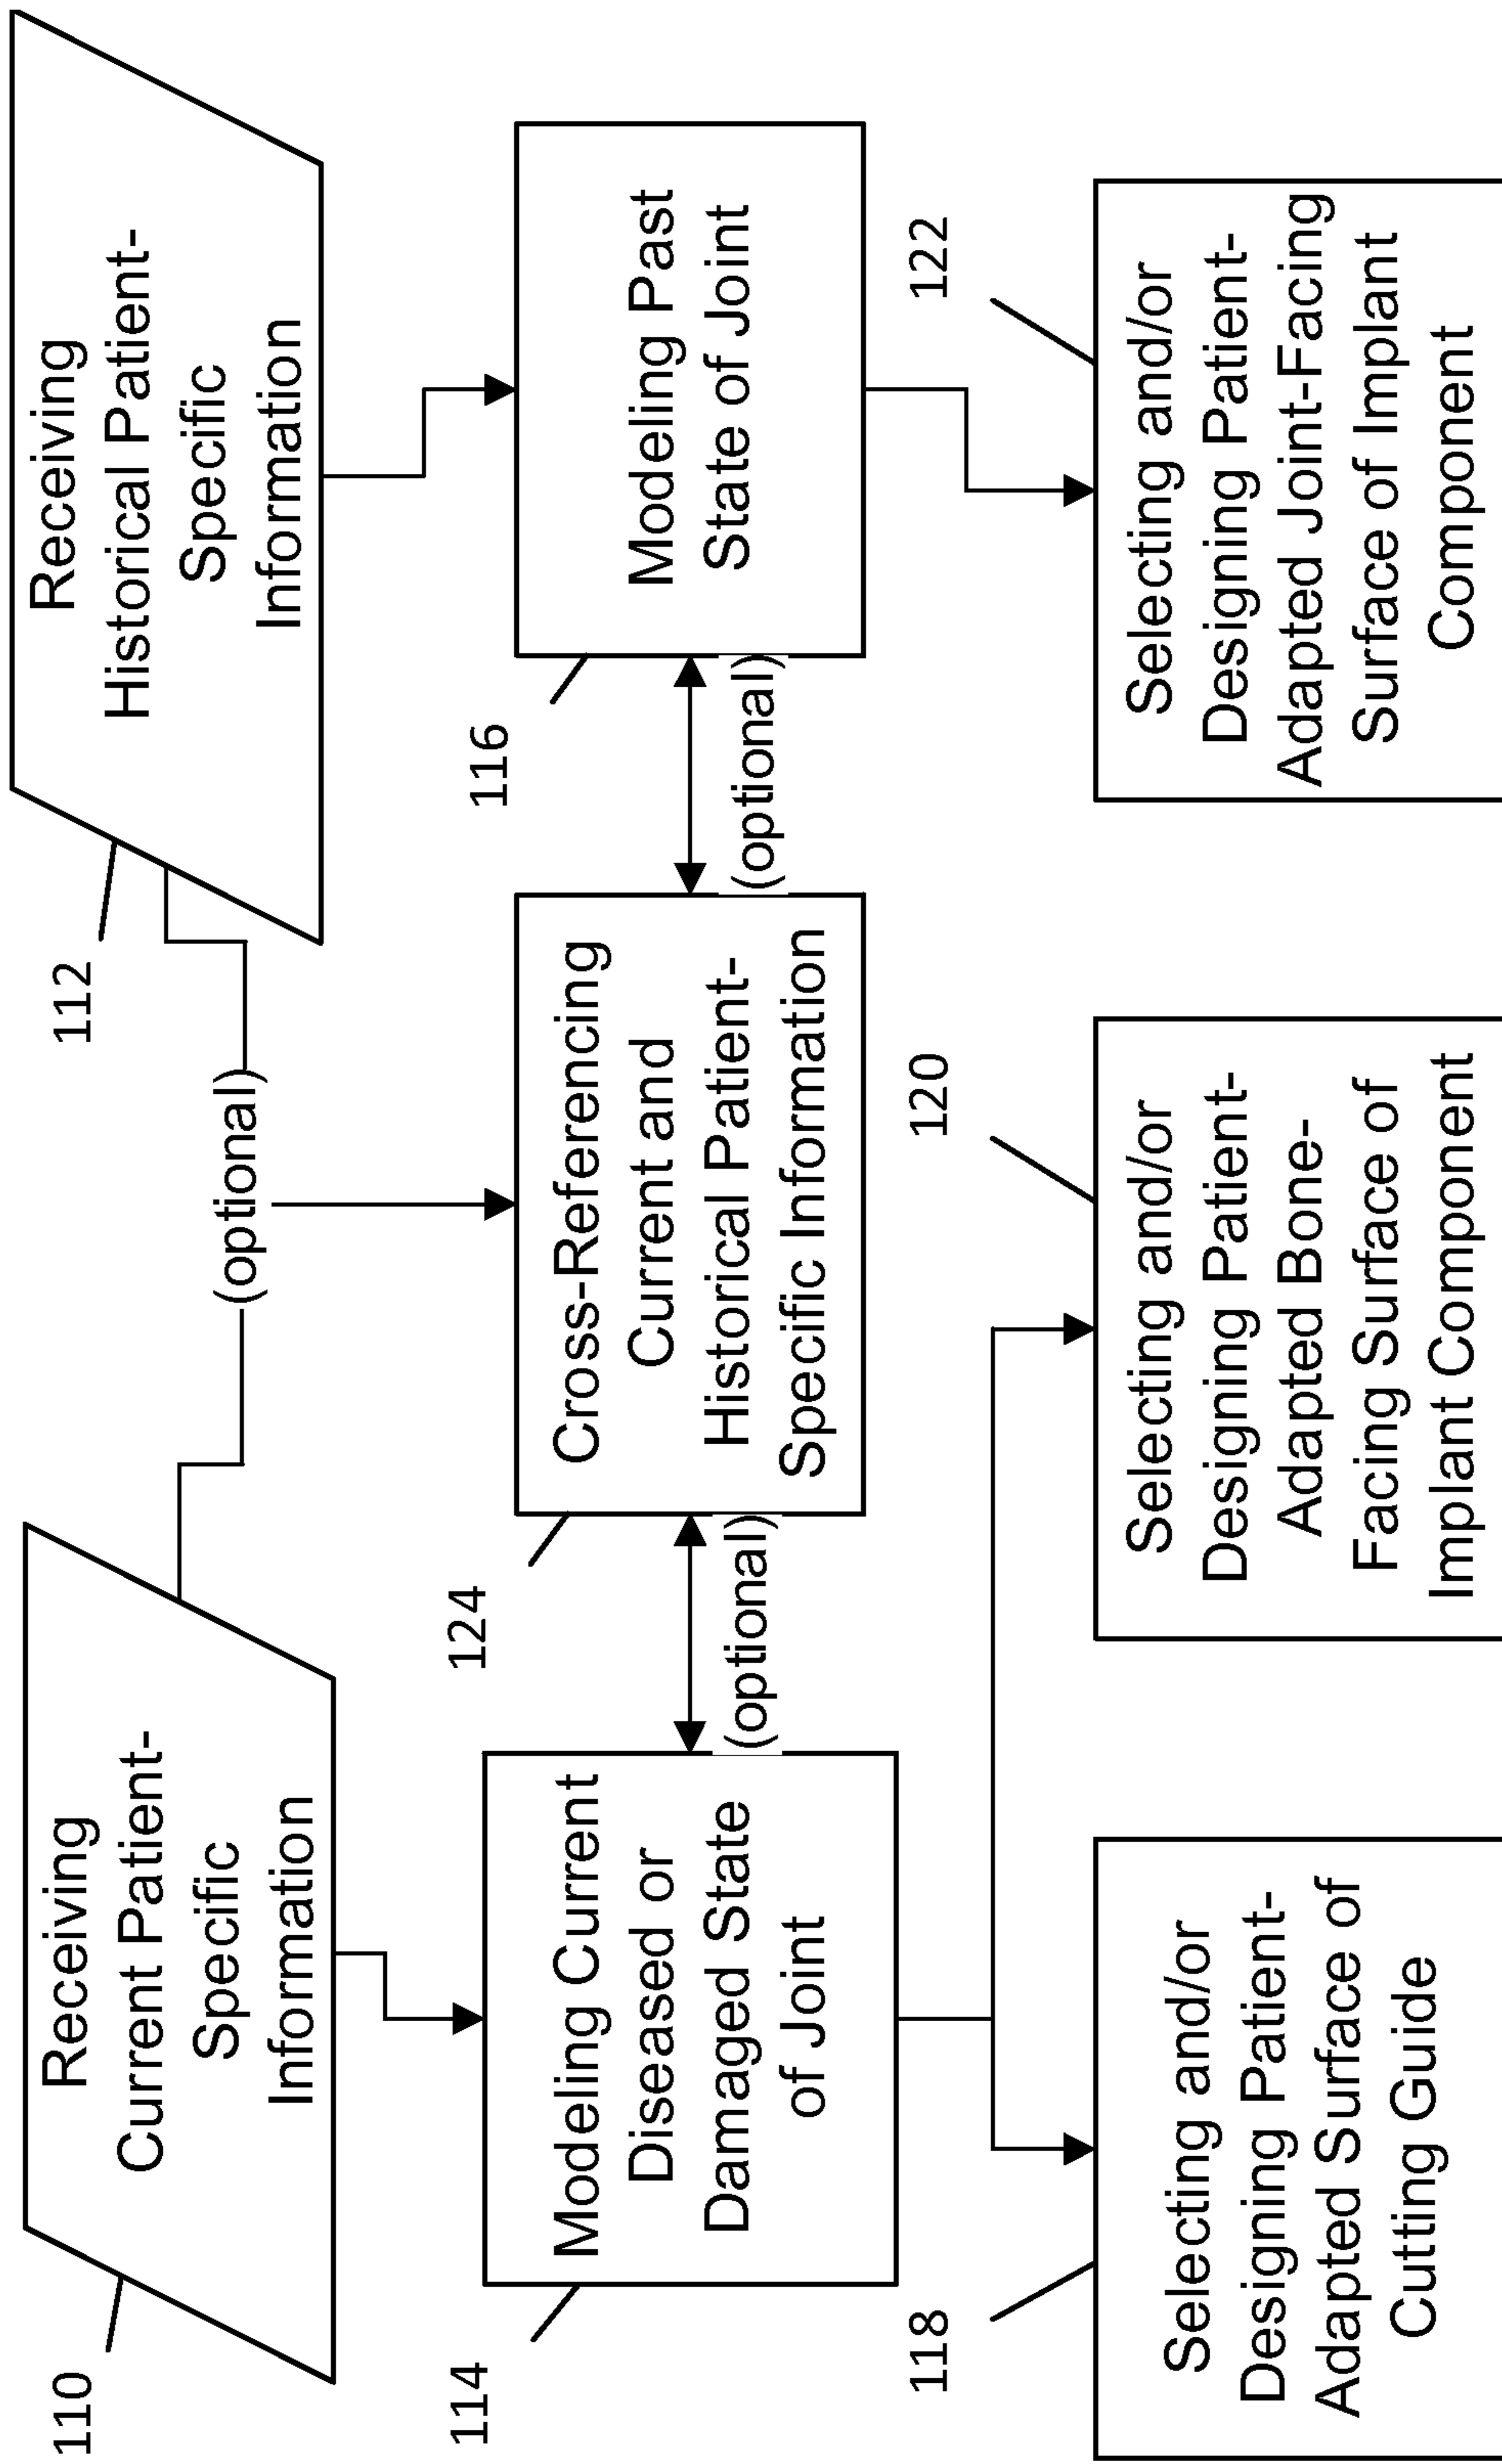 110
Receiving
Current Patient-
Specific
Information
(optional)
112
Receiving
Historical Patient-
Specific
Information
114
Modeling Current
Diseased or
Damaged State
of Joint
(optional)
124
Cross-Referencing
Current and
Historical Patient-
Specific Information
(optional)
116
Modeling Past
State of Joint
118
Selecting and/or
Designing Patient-
Adapted Surface of
Cutting Guide
120
Selecting and/or
Designing Patient-
Adapted Bone-
Facing Surface of
Implant Component
122
Selecting and/or
Designing Patient-
Adapted Joint-Facing
Surface of Implant
Component